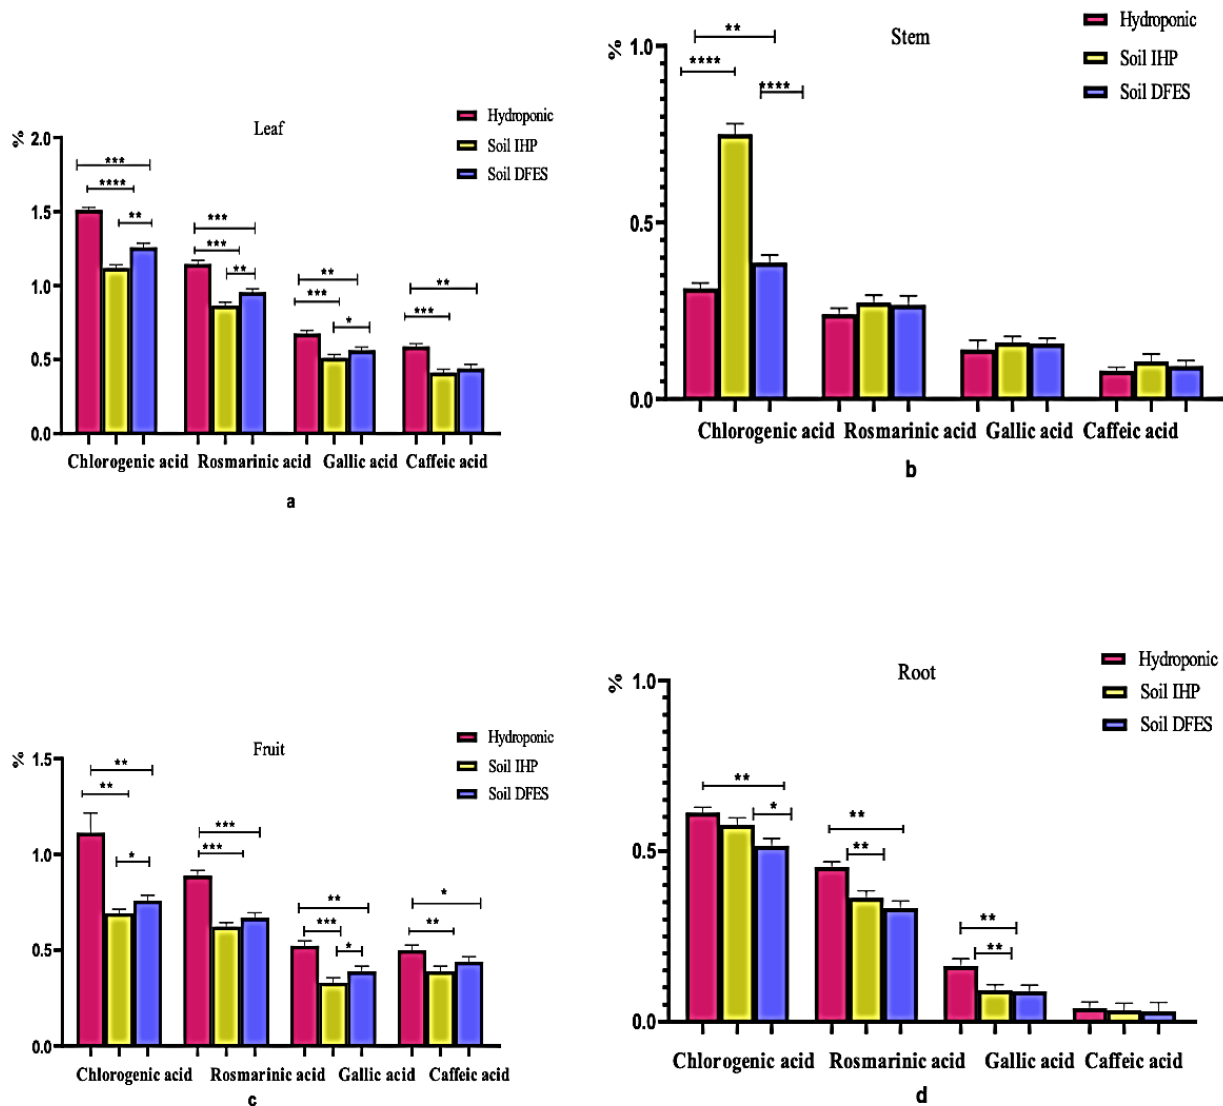 Leaf
Hydroponic
Soil IHP
Soil DFES
%
2.0
1.5
1.0
0.5
0.0
***
****
**
***
***
**
**
***
*
**
***
Chlorogenic acid Rosmarinic acid Gallic acid Caffeic acid
a
Stem
Hydroponic
Soil IHP
Soil DFES
%
1.0
0.5
0.0
**
****
****
Chlorogenic acid Rosmarinic acid Gallic acid Caffeic acid
b
Fruit
Hydroponic
Soil IHP
Soil DFES
%
1.5
1.0
0.5
0.0
**
**
*
***
***
**
***
*
*
**
Chlorogenic acid Rosmarinic acid Gallic acid Caffeic acid
c
Root
Hydroponic
Soil IHP
Soil DFES
%
1.0
0.5
0.0
**
*
**
**
**
**
Chlorogenic acid Rosmarinic acid Gallic acid Caffeic acid
d